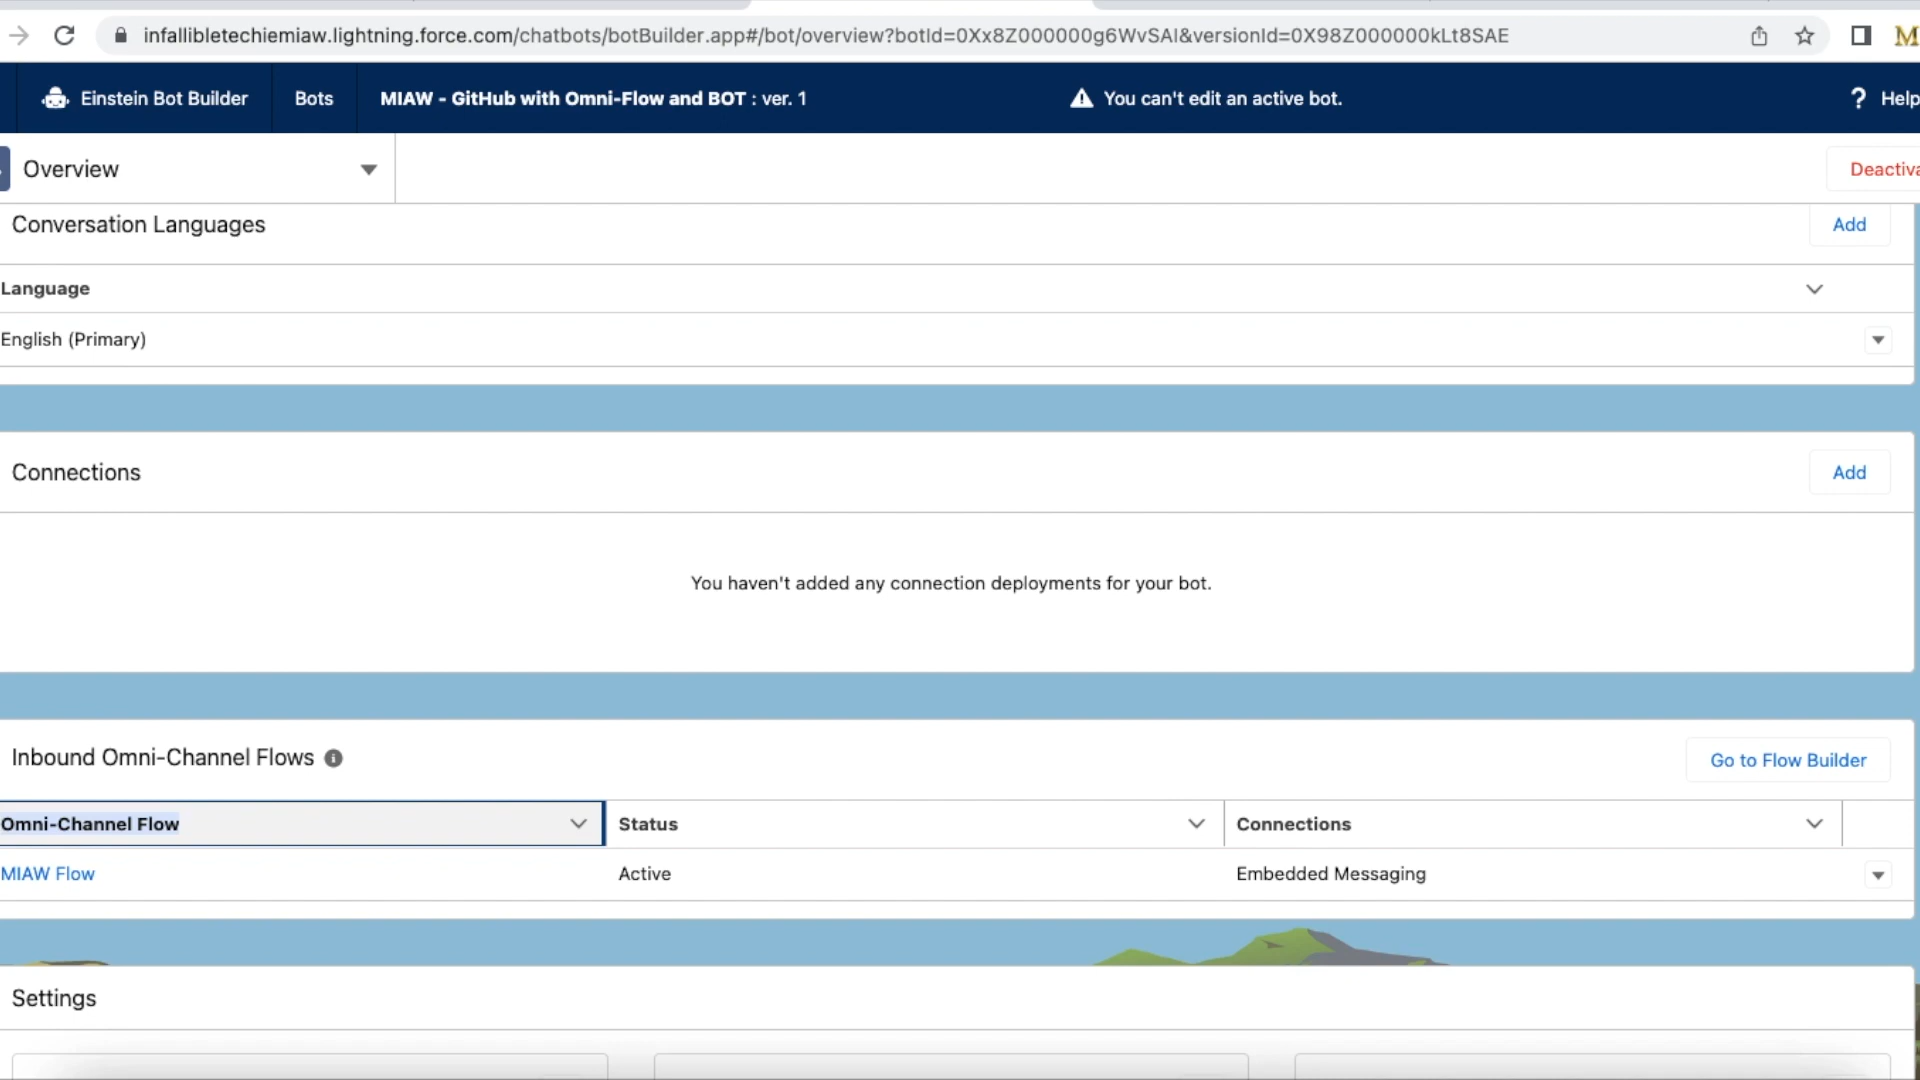 infallibletechiemiaw.lightning.force.com/chatbots/botBuilder.app#/bot/overview?botId=0Xx8Z000000g6WvSAI&versionId=0X98Z000000kLt8SAE
M
Einstein Bot Builder
Bots
MIAW - GitHub with Omni-Flow and BOT : ver. 1
You can't edit an active bot.
? Help
Overview
Deactiva
Conversation Languages
Add
Language
English (Primary)
Connections
Add
You haven't added any connection deployments for your bot.
Inbound Omni-Channel Flows
Go to Flow Builder
Omni-Channel Flow
Status
Connections
MIAW Flow
Active
Embedded Messaging
Settings